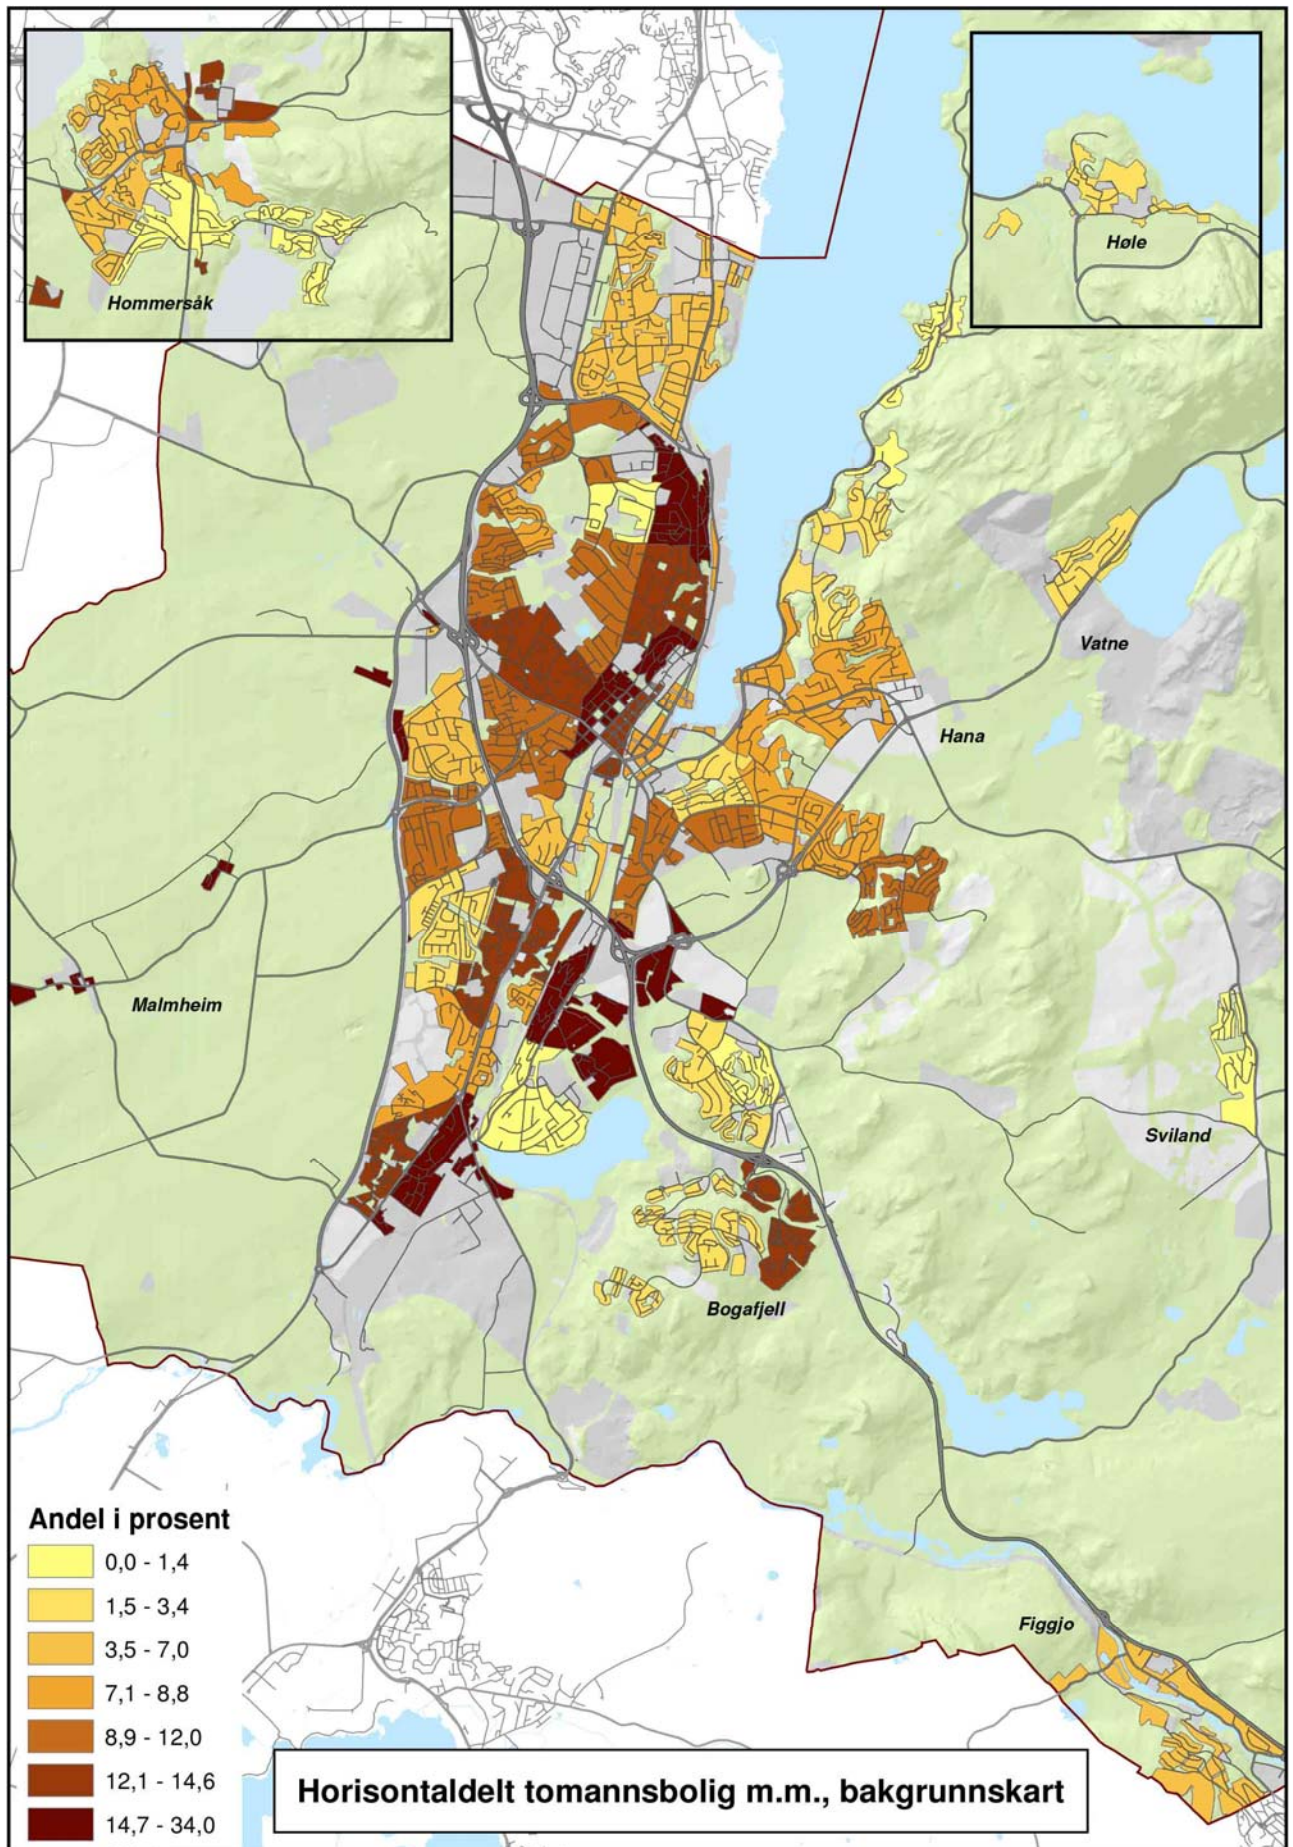 Hommersåk
Høle
Vatne
Hana
Malmheim
Sviland
Bogafjell
Figgjo
Andel i prosent
0,0 - 1,4
1,5 - 3,4
3,5 - 7,0
7,1 - 8,8
8,9 - 12,0
12,1 - 14,6
14,7 - 34,0
Horisontaldelt tomannsbolig m.m., bakgrunnskart